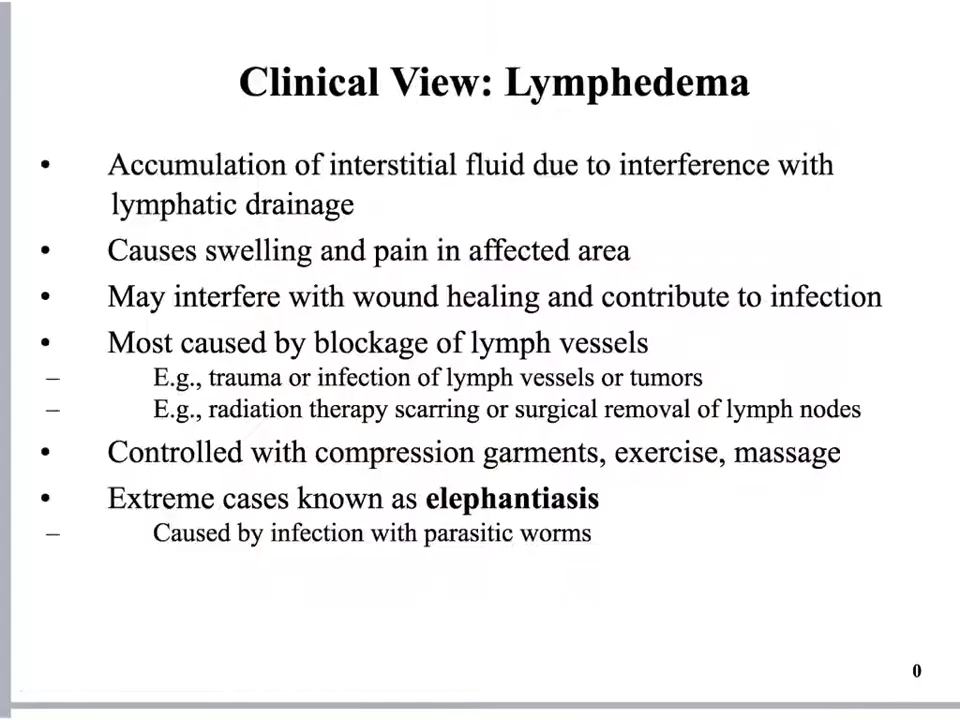 Clinical View: Lymphedema
• Accumulation of interstitial fluid due to interference with
lymphatic drainage
• Causes swelling and pain in affected area
• May interfere with wound healing and contribute to infection
• Most caused by blockage of lymph vessels
– E.g., trauma or infection of lymph vessels or tumors
– E.g., radiation therapy scarring or surgical removal of lymph nodes
• Controlled with compression garments, exercise, massage
• Extreme cases known as elephantiasis
– Caused by infection with parasitic worms
0